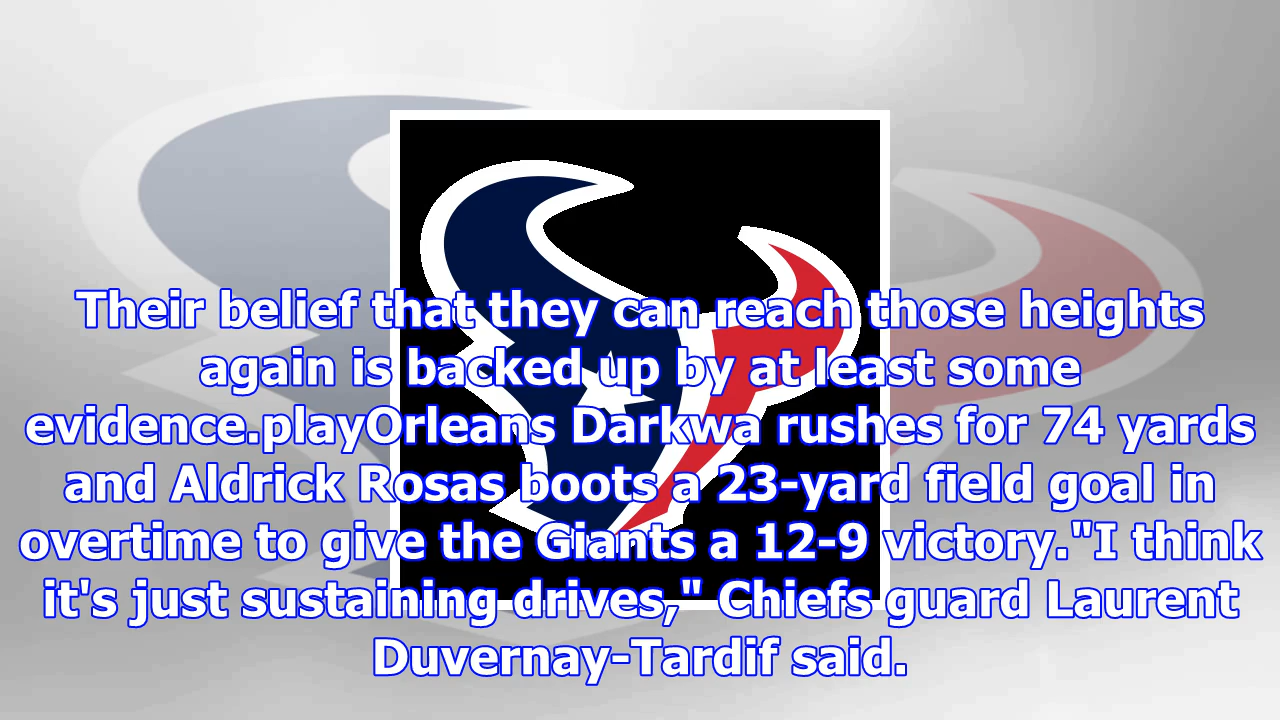 Their belief that they can reach those heights
again is backed up by at least some
evidence.playOrleans Darkwa rushes for 74 yards
and Aldrick Rosas boots a 23-yard field goal in
overtime to give the Giants a 12-9 victory."I think
it's just sustaining drives," Chiefs guard Laurent
Duvernay-Tardif said.